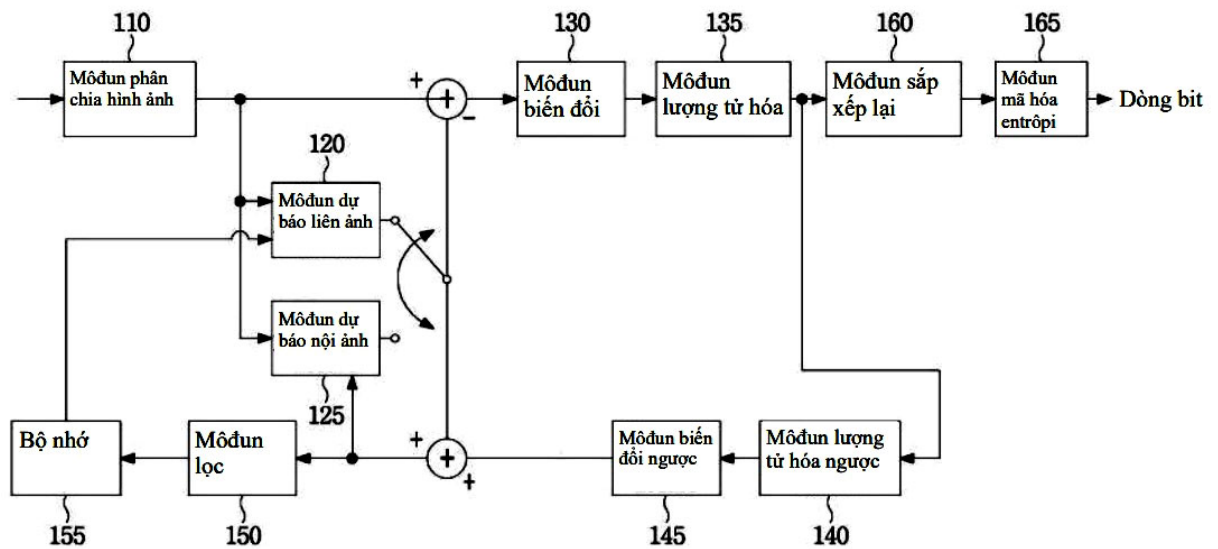 110
130
135
160
165
Môđun phân
chia hình ảnh
+
+
−
Môđun
biến đổi
Môđun
lượng tử hóa
Môđun sắp
xếp lại
Môđun
mã hóa
entrôpi
Dòng bit
120
Môđun dự
báo liên ảnh
Môđun dự
báo nội ảnh
125
Bộ nhớ
Môđun
lọc
+
+
+
Môđun biến
đổi ngược
Môđun lượng
tử hóa ngược
155
150
145
140